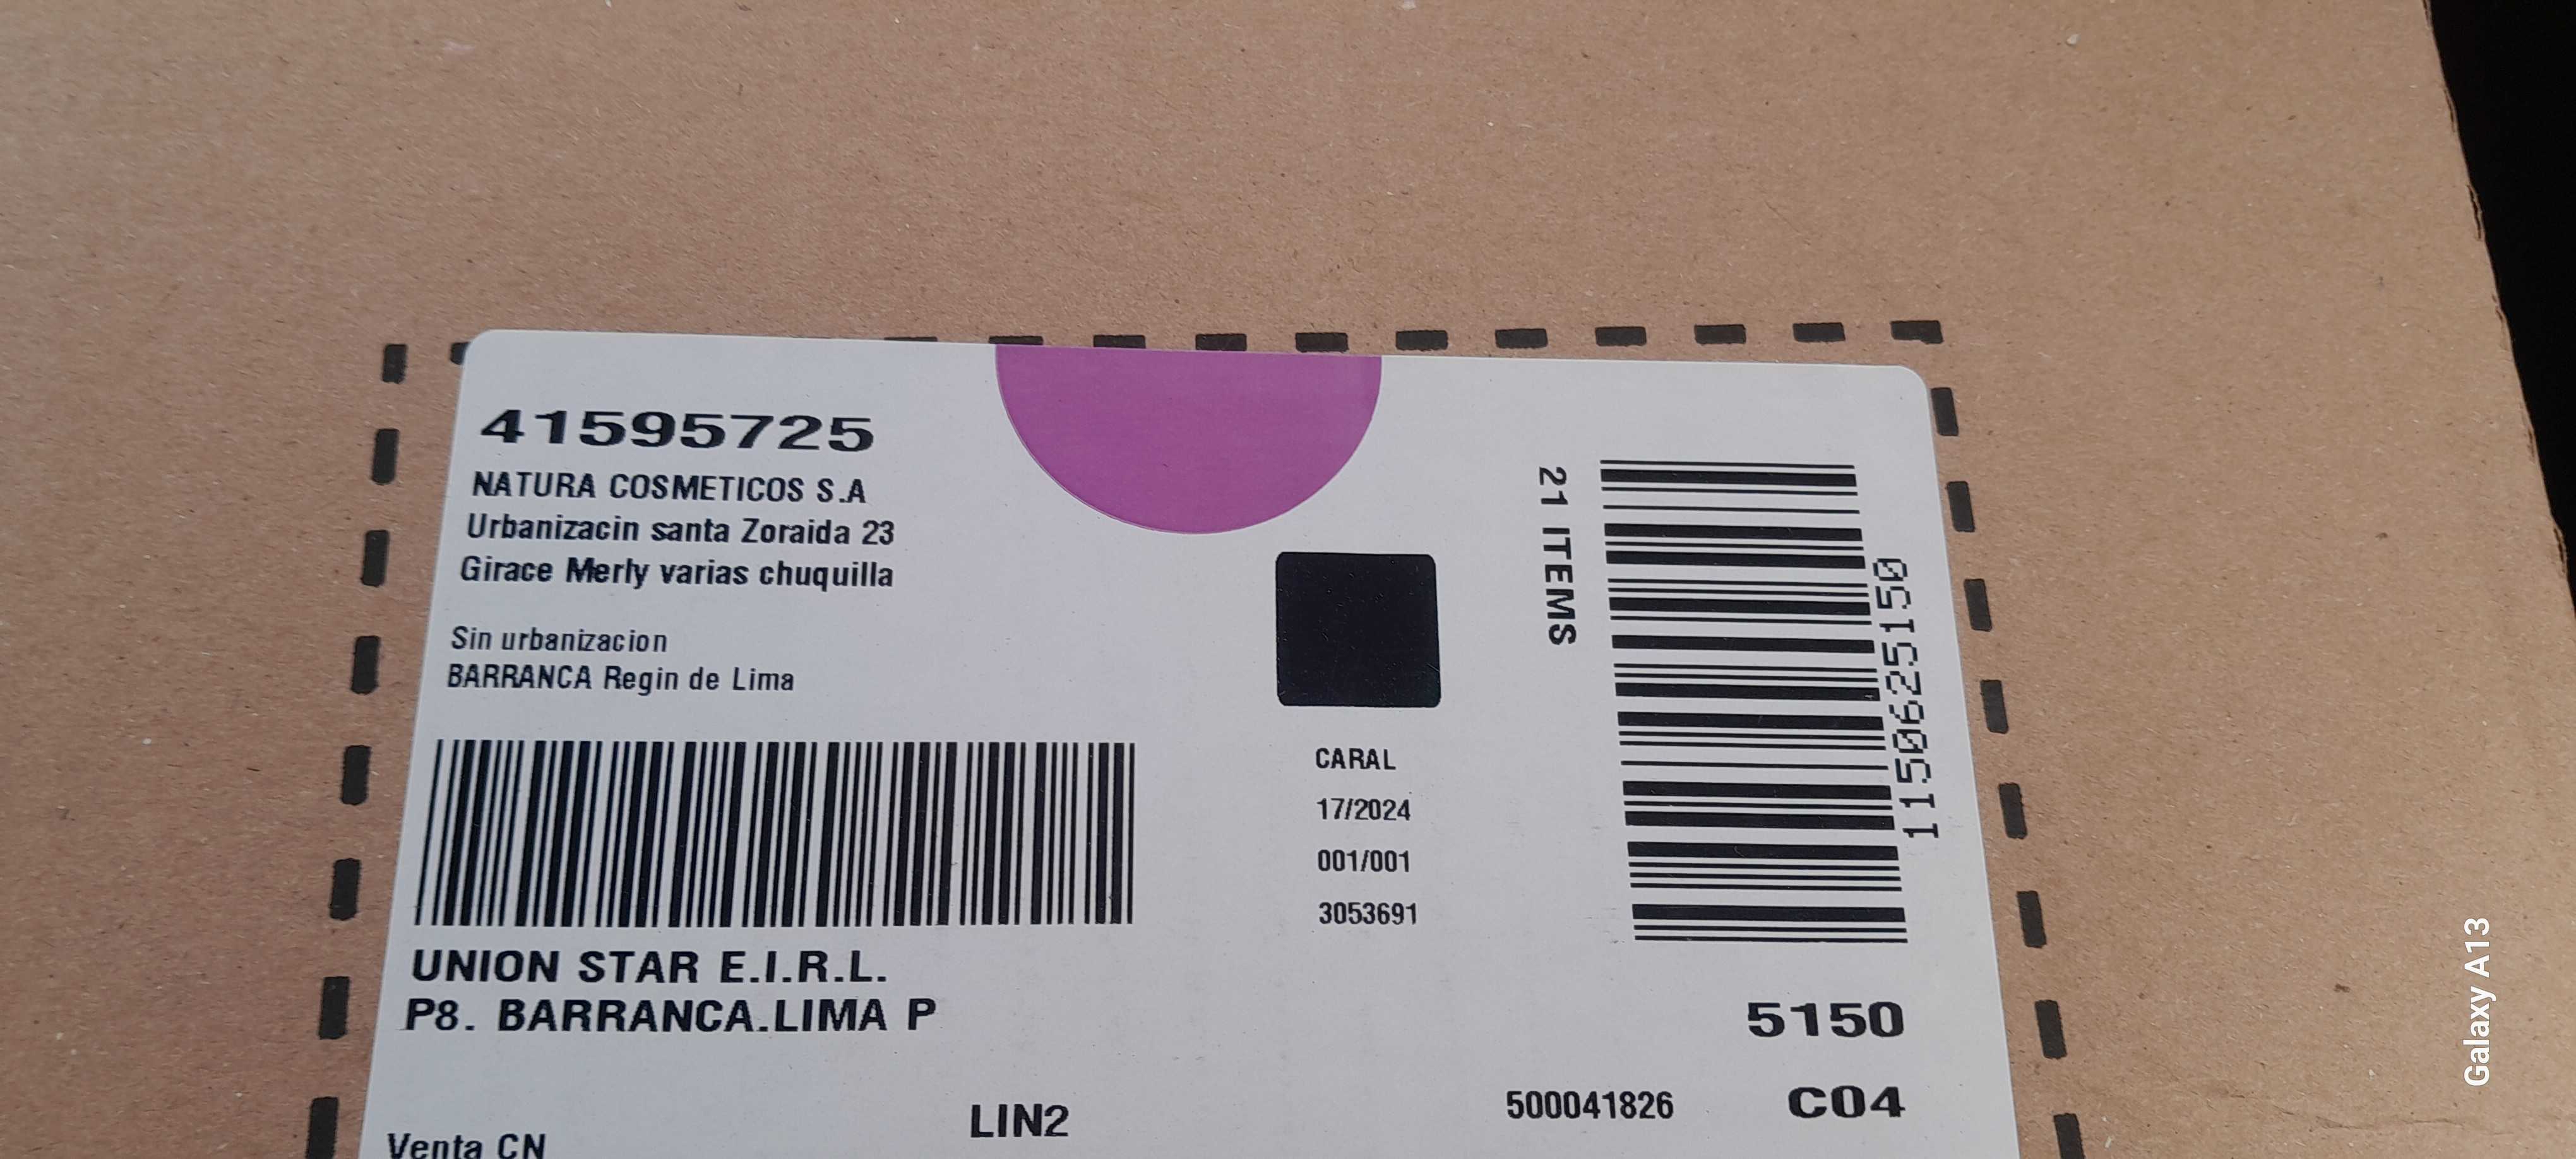 41595725
NATURA COSMETICOS S.A
Urbanizacin santa Zoraida 23
Girace Merly varias chuquilla
Sin urbanizacion
BARRANCA Regin de Lima
UNION STAR E.I.R.L.
P8. BARRANCA.LIMA P
Venta CN
LIN2
CARAL
17/2024
001/001
3053691
21 ITEMS
1150625150
5150
500041826
C04
Galaxy A13